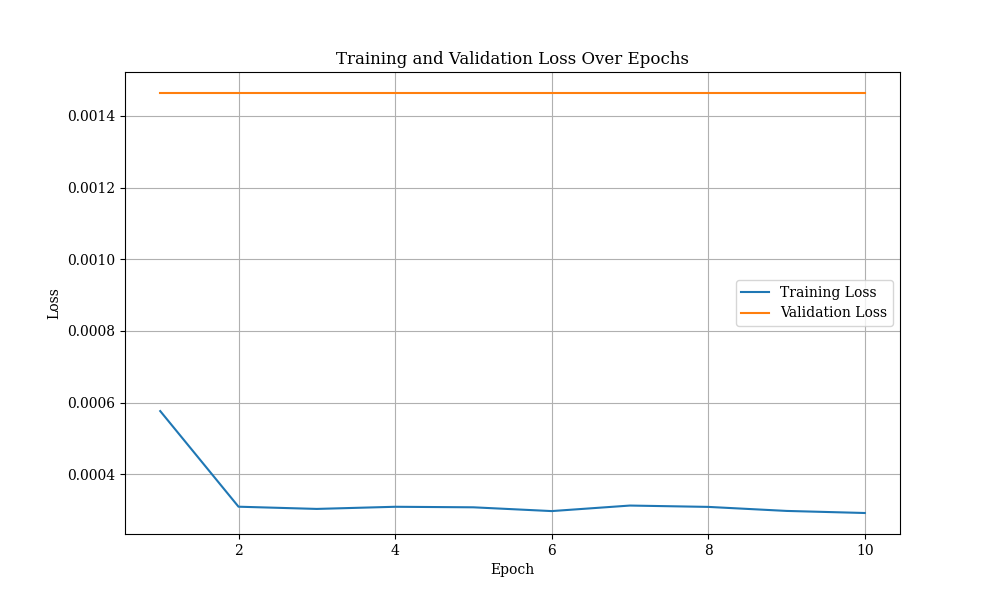 Training and Validation Loss Over Epochs
0.0014
0.0012
0.0010
0.0008
0.0006
0.0004
Loss
Training Loss
Validation Loss
2 4 6 8 10
Epoch